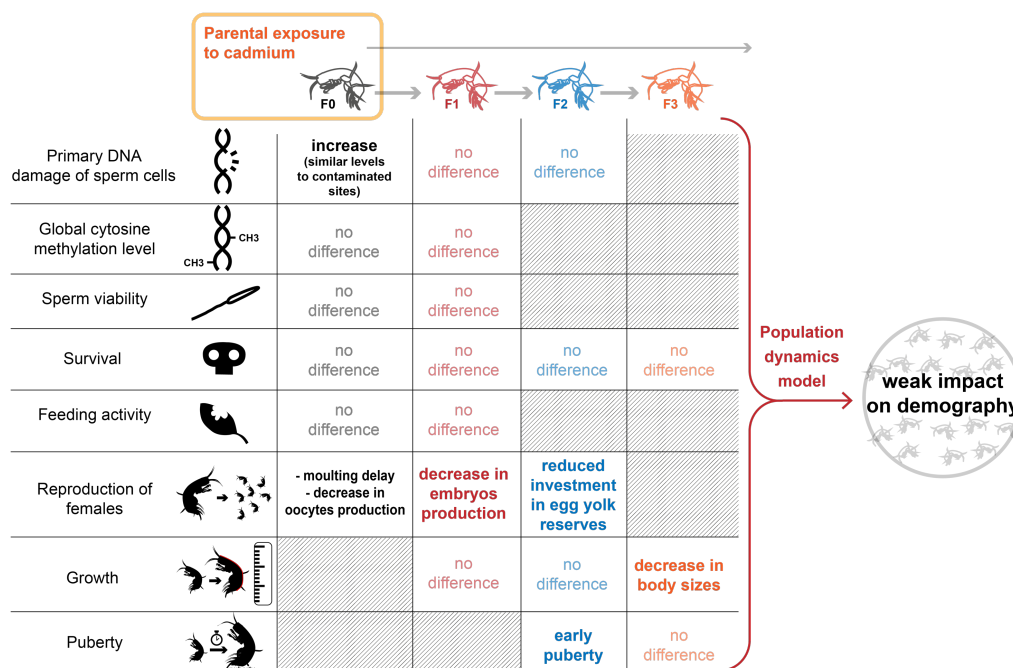 Parental exposure
to cadmium
F0
F1
F2
F3
Primary DNA
damage of sperm cells
increase
(similar levels
to contaminated
sites)
no
difference
no
difference
Global cytosine
methylation level
CH3
CH3
no
difference
no
difference
Sperm viability
no
difference
no
difference
Survival
no
difference
no
difference
no
difference
no
difference
Feeding activity
no
difference
no
difference
Reproduction of
females
- moulting delay
- decrease in
oocytes production
decrease in
embryos
production
reduced
investment
in egg yolk
reserves
Growth
no
difference
no
difference
decrease in
body sizes
Puberty
early
puberty
no
difference
Population
dynamics
model
weak impact
on demography